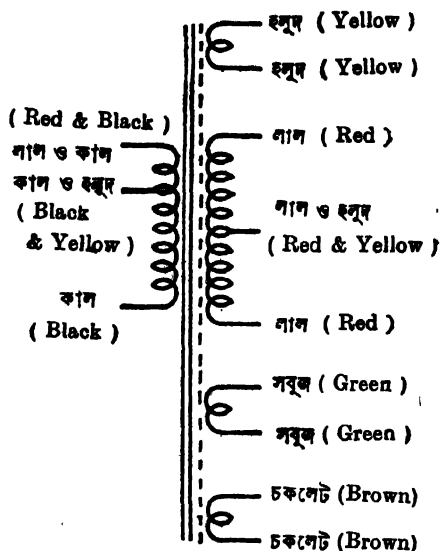 হলুদ ( Yellow )
হলুদ ( Yellow )
( Red & Black )
লাল ও কাল
কাল ও হলুদ
( Black
& Yellow )
কাল
( Black )
লাল ( Red )
লাল ও হলুদ
( Red & Yellow )
লাল ( Red )
সবুজ ( Green )
সবুজ ( Green )
চকলেট (Brown)
চকলেট (Brown)